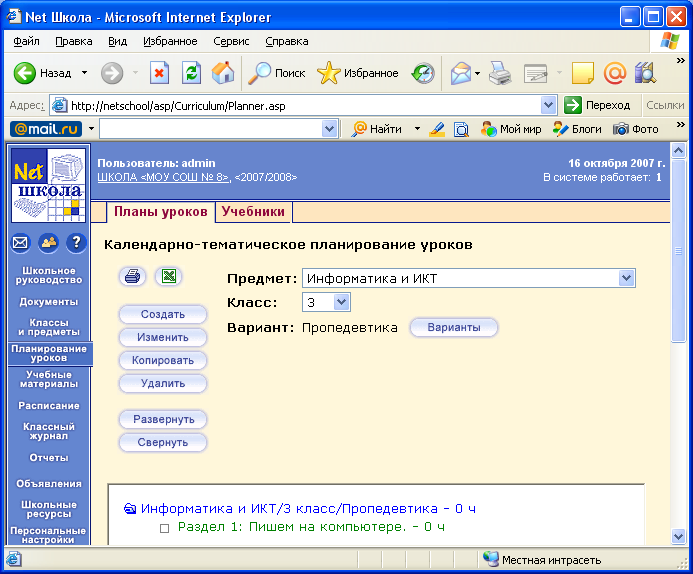 Net Школа - Microsoft Internet Explorer
Файл Правка Вид Избранное Сервис Справка
Назад Поиск Избранное
Адрес: http://netschool/asp/Curriculum/Planner.asp Переход Ссылки
@mail.ru Найти Мой мир Блоги Фото
Net школа
Пользователь: admin 16 октября 2007 г.
ШКОЛА <МОУ СОШ № 8>, <2007/2008> В системе работает: 1
Планы уроков Учебники
Календарно-тематическое планирование уроков
Школьное
руководство
Документы
Классы
и предметы
Планирование
уроков
Учебные
материалы
Расписание
Классный
журнал
Отчеты
Объявления
Школьные
ресурсы
Персональные
настройки
Предмет: Информатика и ИКТ
Класс: 3
Вариант: Пропедевтика Варианты
Создать
Изменить
Копировать
Удалить
Развернуть
Свернуть
Информатика и ИКТ/3 класс/Пропедевтика - 0 ч
Раздел 1: Пишем на компьютере. - 0 ч
Местная интрасеть